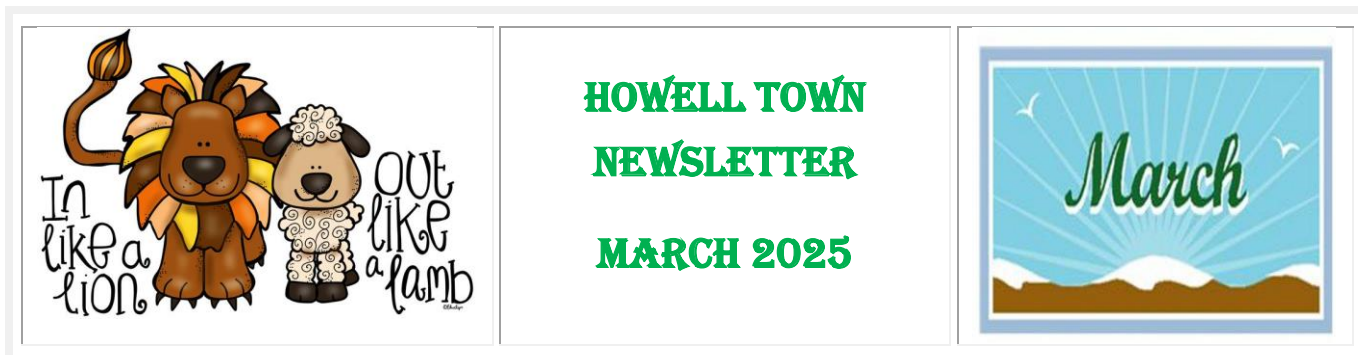 In
like a
lion
OUt
like
a lamb
HOWELL TOWN
NEWSLETTER
MARCH 2025
March